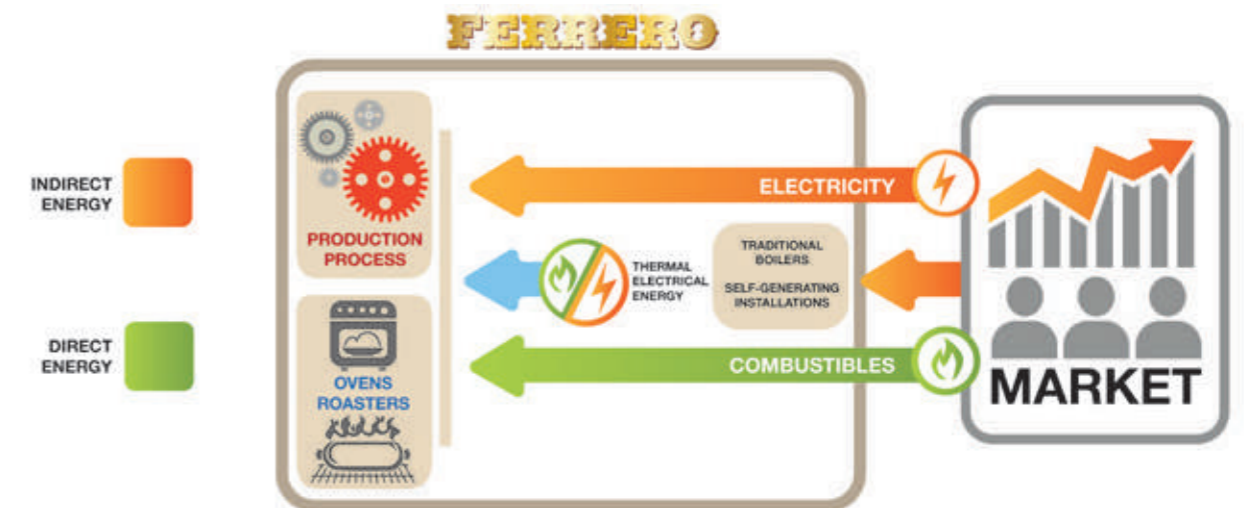 FERRERO
INDIRECT
ENERGY
DIRECT
ENERGY
PRODUCTION
PROCESS
OVENS
ROASTERS
ELECTRICITY
THERMAL
ELECTRICAL
ENERGY
TRADITIONAL
BOILERS
SELF-GENERATING
INSTALLATIONS
COMBUSTIBLES
MARKET